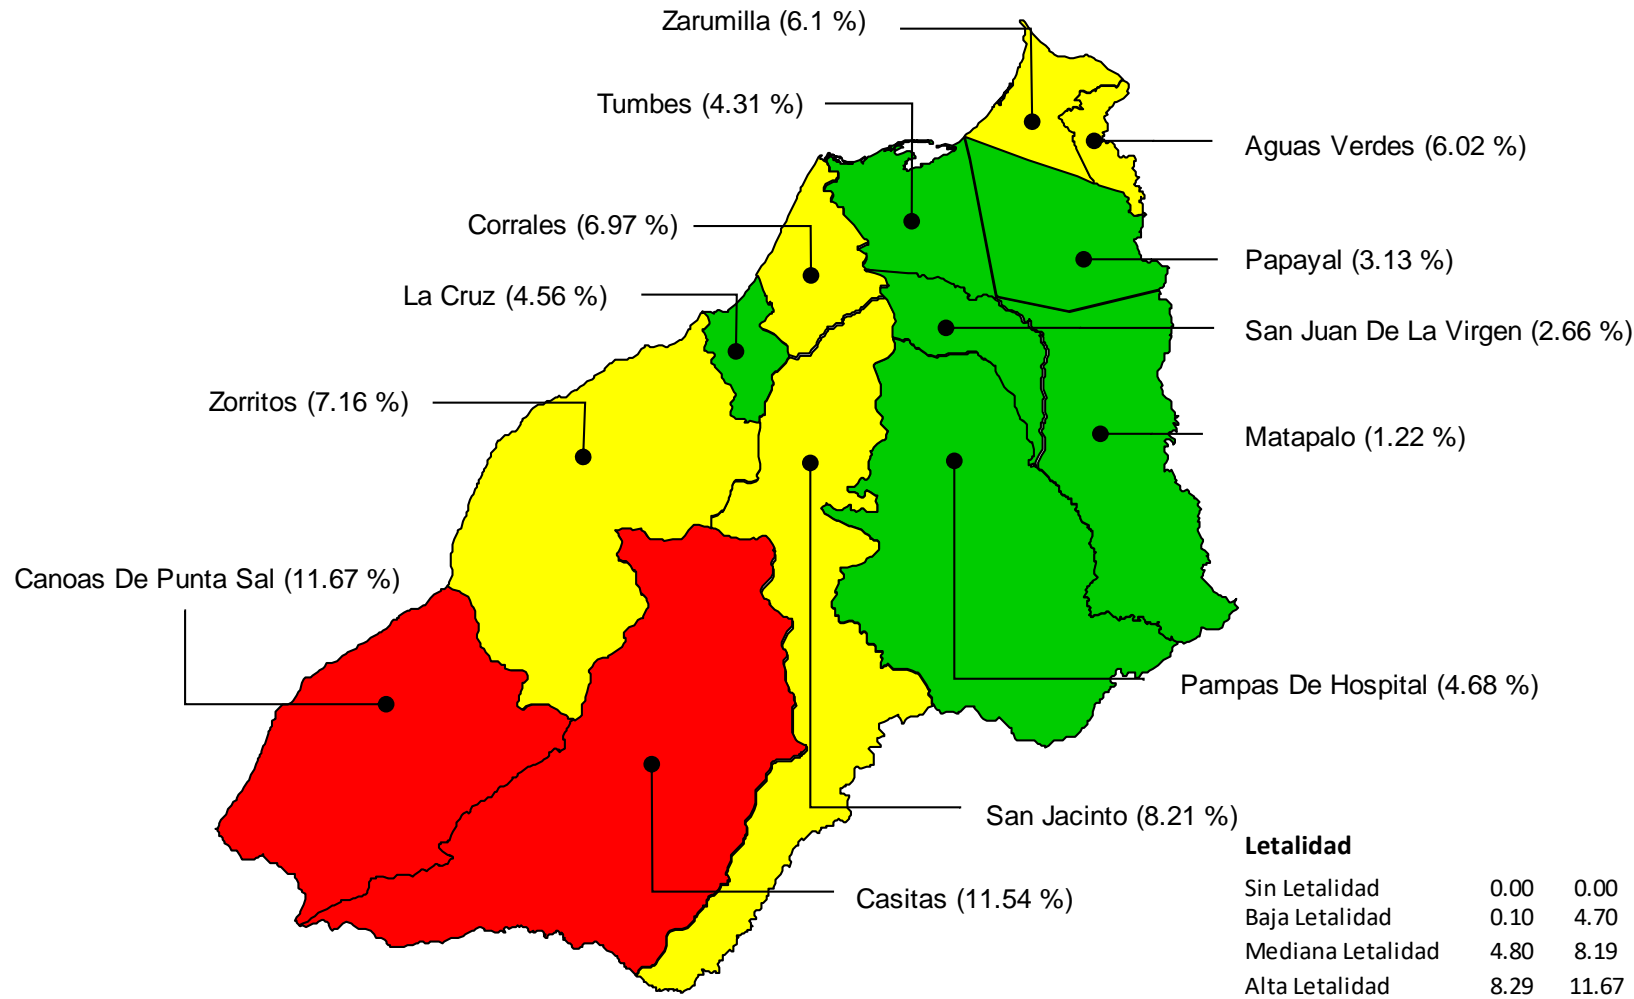 Zarumilla (6.1 %)
Tumbes (4.31 %)
Aguas Verdes (6.02 %)
Corrales (6.97 %)
Papayal (3.13 %)
La Cruz (4.56 %)
San Juan De La Virgen (2.66 %)
Zorritos (7.16 %)
Matapalo (1.22 %)
Canoas De Punta Sal (11.67 %)
Pampas De Hospital (4.68 %)
San Jacinto (8.21 %)
Casitas (11.54 %)
Letalidad
Sin Letalidad 0.00 0.00
Baja Letalidad 0.10 4.70
Mediana Letalidad 4.80 8.19
Alta Letalidad 8.29 11.67